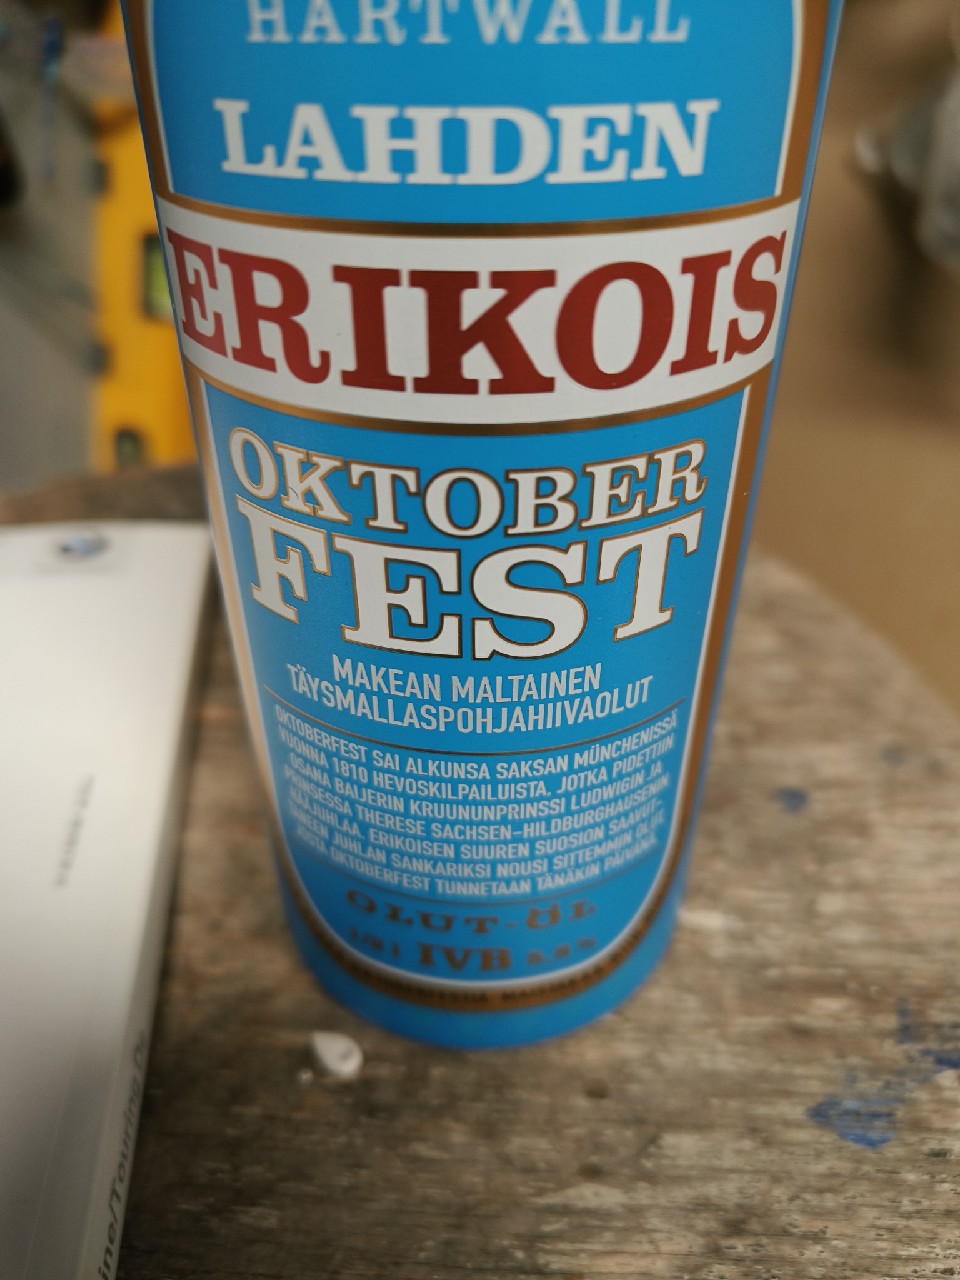 HARTWALL
LAHDEN
ERIKOIS
OKTOBER
FEST
MAKEAN MALTAINEN
TÄYSMALLASPOHJAHIIVAOLUT
OKTOBERFEST SAI ALKUNSA SAKSAN MÜNCHENISSÄ
VUONNA 1810 HEVOSKILPAILUISTA, JOTKA PIDETTIIN
OSANA BAIJERIN KRUUNUNPRINSSI LUDWIGIN JA
PRINSESSA THERESE SACHSEN-HILDBURGHAUSENIN
HÄÄJUHLAA. ERIKOISEN SUUREN SUOSION SAAVUT-
TANEEN JUHLAN SANKARIKSI NOUSI SITTEMMIN OLUT,
JOSTA OKTOBERFEST TUNNETAAN TÄNÄKIN PÄIVÄNÄ.
OLUT-ÖL
IVB
ine/Touring